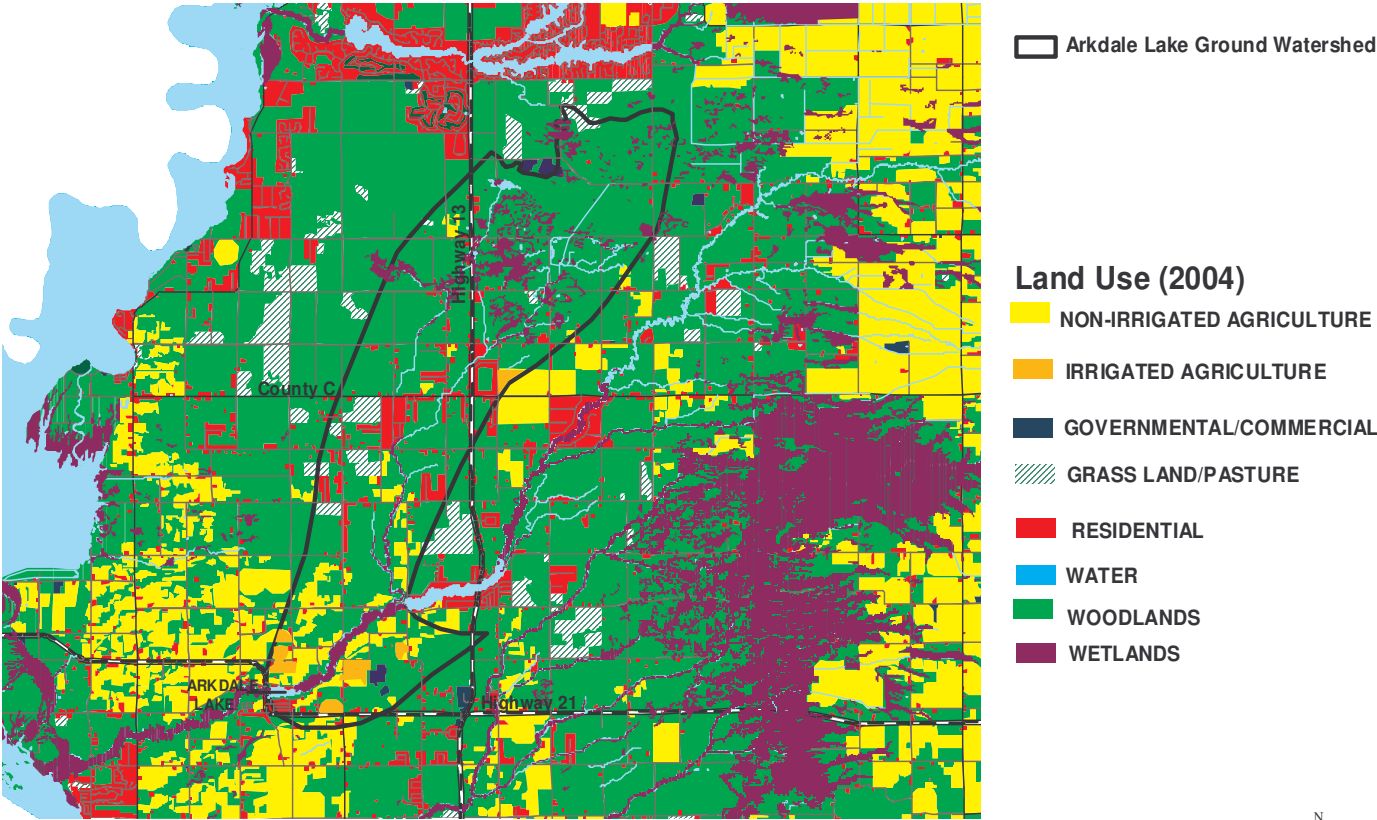 Arkdale Lake Ground Watershed
Highway 13
Land Use (2004)
NON-IRRIGATED AGRICULTURE
IRRIGATED AGRICULTURE
County C
GOVERNMENTAL/COMMERCIAL
GRASS LAND/PASTURE
RESIDENTIAL
WATER
WOODLANDS
WETLANDS
ARKDALE
LAKE
Highway 21
N